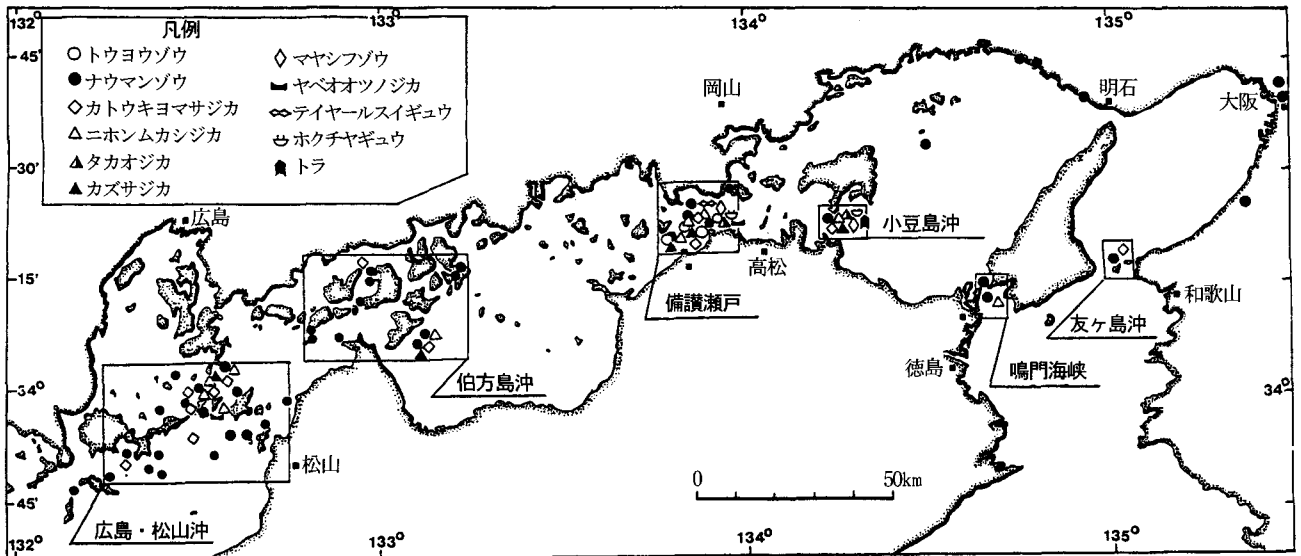 132°
133°
134°
135°
凡例
トウヨウゾウ
ナウマンゾウ
カトウキヨマサジカ
ニホンムカシジカ
タカオジカ
カズサジカ
マヤシフゾウ
ヤベオオツノジカ
テイヤールスイギュウ
ホクチヤギュウ
トラ
45'
30'
15'
34°
45'
岡山
明石
大阪
広島
小豆島沖
高松
備讃瀬戸
和歌山
友ヶ島沖
鳴門海峡
徳島
伯方島沖
34°
松山
0 50km
広島・松山沖
132°
133°
134°
135°